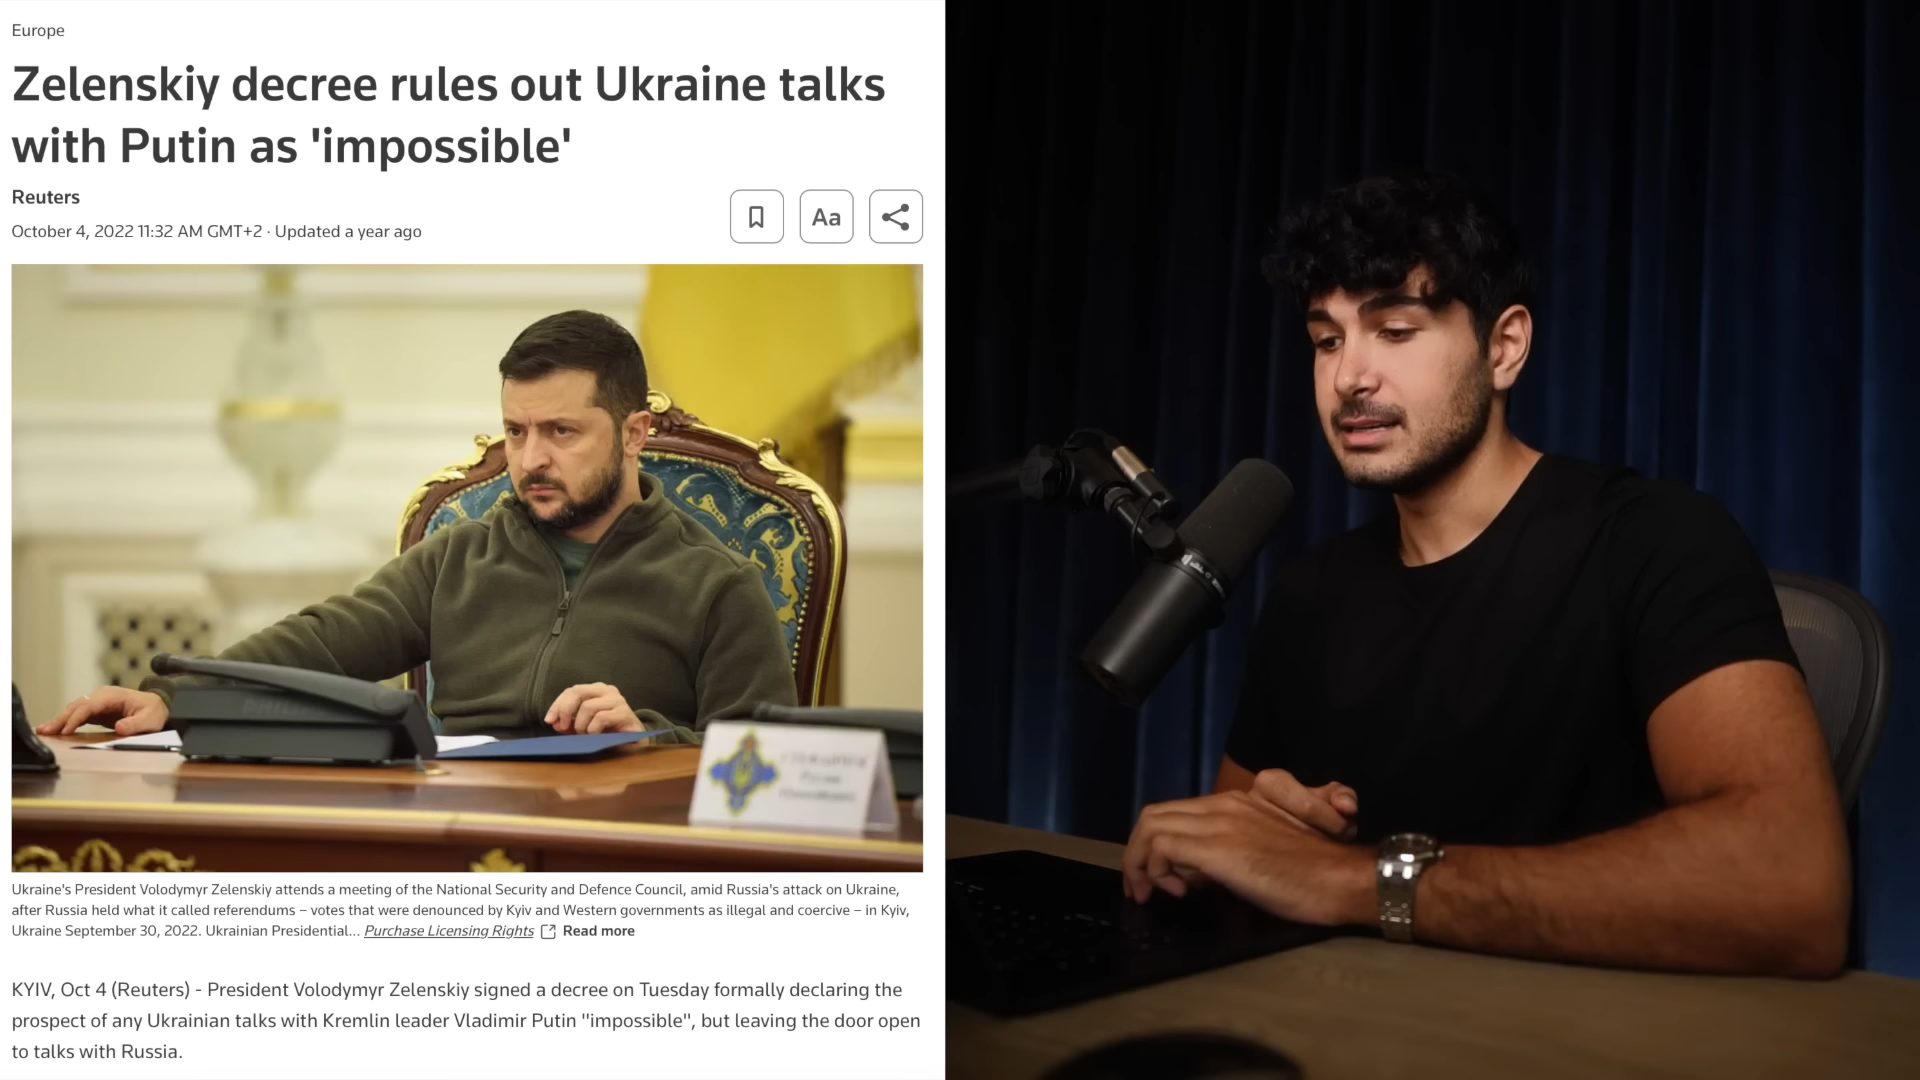 Europe
Zelenskiy decree rules out Ukraine talks
with Putin as 'impossible'
Reuters
October 4, 2022 11:32 AM GMT+2 · Updated a year ago
Aa
PHILIPS
Ukraine's President Volodymyr Zelenskiy attends a meeting of the National Security and Defence Council, amid Russia's attack on Ukraine,
after Russia held what it called referendums – votes that were denounced by Kyiv and Western governments as illegal and coercive – in Kyiv,
Ukraine September 30, 2022. Ukrainian Presidential... Purchase Licensing Rights Read more
KYIV, Oct 4 (Reuters) - President Volodymyr Zelenskiy signed a decree on Tuesday formally declaring the
prospect of any Ukrainian talks with Kremlin leader Vladimir Putin "impossible", but leaving the door open
to talks with Russia.